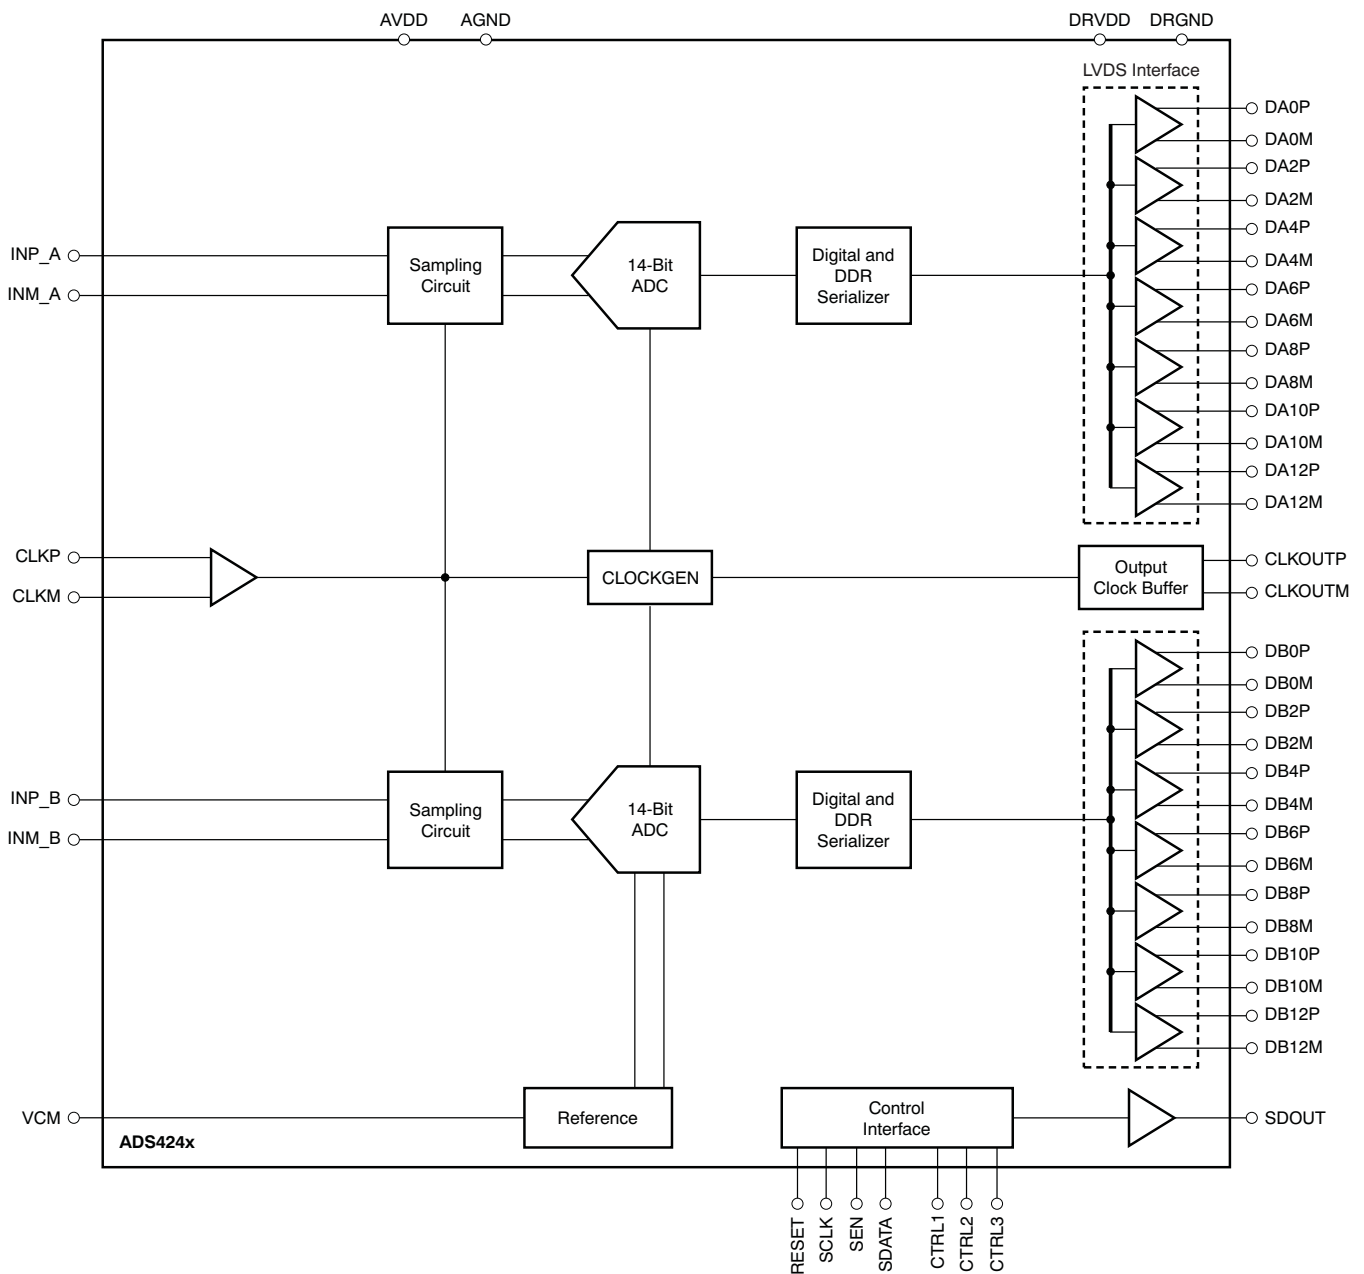 AVDD AGND DRVDD DRGND
LVDS Interface
DA0P
DA0M
DA2P
DA2M
DA4P
DA4M
DA6P
DA6M
DA8P
DA8M
DA10P
DA10M
DA12P
DA12M
INP_A
INM_A
Sampling
Circuit
14-Bit
ADC
Digital and
DDR
Serializer
CLKP
CLKM
CLOCKGEN
Output
Clock Buffer
CLKOUTP
CLKOUTM
DB0P
DB0M
DB2P
DB2M
DB4P
DB4M
DB6P
DB6M
DB8P
DB8M
DB10P
DB10M
DB12P
DB12M
INP_B
INM_B
Sampling
Circuit
14-Bit
ADC
Digital and
DDR
Serializer
VCM
Reference
Control
Interface
SDOUT
ADS424x
RESET
SCLK
SEN
SDATA
CTRL1
CTRL2
CTRL3